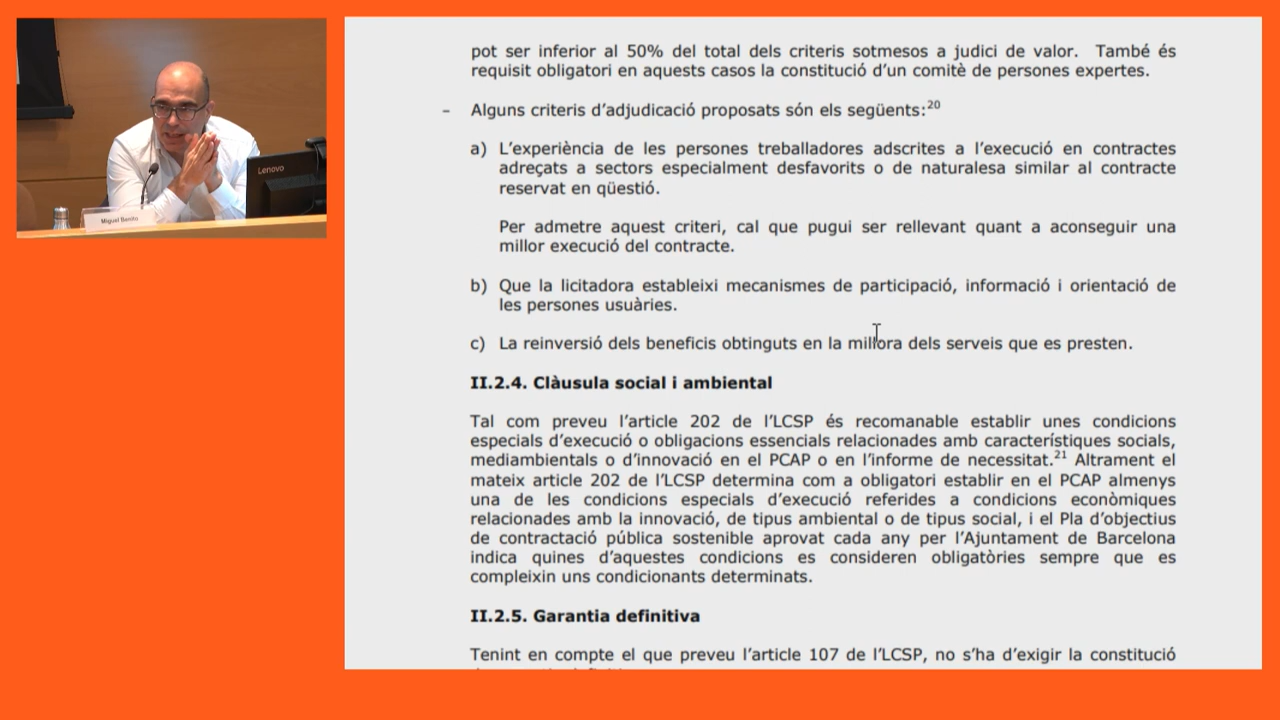 Lenovo
Miguel Benito
pot ser inferior al 50% del total dels criteris sotmesos a judici de valor. També és
requisit obligatori en aquests casos la constitució d’un comitè de persones expertes.
– Alguns criteris d’adjudicació proposats són els següents:20
a) L’experiència de les persones treballadores adscrites a l’execució en contractes
adreçats a sectors especialment desfavorits o de naturalesa similar al contracte
reservat en qüestió.
Per admetre aquest criteri, cal que pugui ser rellevant quant a aconseguir una
millor execució del contracte.
b) Que la licitadora estableixi mecanismes de participació, informació i orientació de
les persones usuàries.
c) La reinversió dels beneficis obtinguts en la millora dels serveis que es presten.
II.2.4. Clàusula social i ambiental
Tal com preveu l’article 202 de l’LCSP és recomanable establir unes condicions
especials d’execució o obligacions essencials relacionades amb característiques socials,
mediambientals o d’innovació en el PCAP o en l’informe de necessitat.21 Altrament el
mateix article 202 de l’LCSP determina com a obligatori establir en el PCAP almenys
una de les condicions especials d’execució referides a condicions econòmiques
relacionades amb la innovació, de tipus ambiental o de tipus social, i el Pla d’objectius
de contractació pública sostenible aprovat cada any per l’Ajuntament de Barcelona
indica quines d’aquestes condicions es consideren obligatòries sempre que es
compleixin uns condicionants determinats.
II.2.5. Garantia definitiva
Tenint en compte el que preveu l’article 107 de l’LCSP, no s’ha d’exigir la constitució